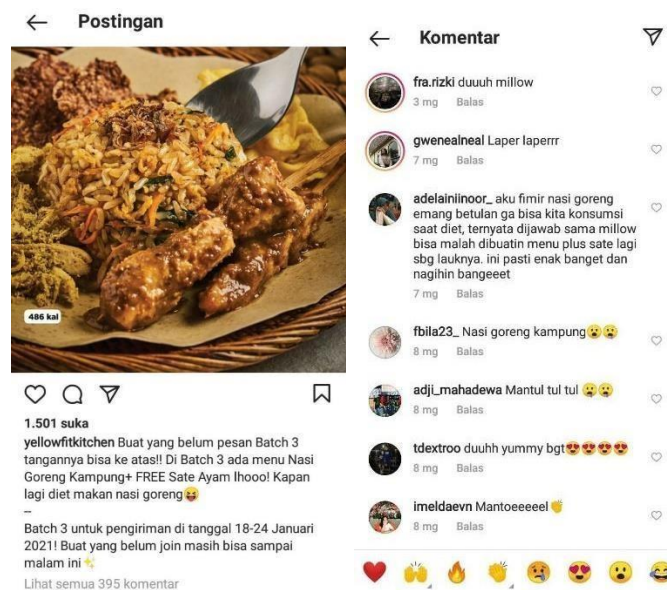 Postingan
486 kal
1.501 suka
yellowfitkitchen Buat yang belum pesan Batch 3
tangannya bisa ke atas!! Di Batch 3 ada menu Nasi
Goreng Kampung+ FREE Sate Ayam lhooo! Kapan
lagi diet makan nasi goreng😝
--
Batch 3 untuk pengiriman di tanggal 18-24 Januari
2021! Buat yang belum join masih bisa sampai
malam ini✨
Lihat semua 395 komentar
Komentar
fra.rizki duuuh millow
3 mg Balas
gwenealneal Laper laperrr
7 mg Balas
adelainiinoor_ aku fimir nasi goreng
emang betulan ga bisa kita konsumsi
saat diet, ternyata dijawab sama millow
bisa malah dibuatin menu plus sate lagi
sbg lauknya. ini pasti enak banget dan
nagihin bangeeet
7 mg Balas
fbila23_ Nasi goreng kampung😮😮
8 mg Balas
adji_mahadewa Mantul tul tul 😮😮
8 mg Balas
tdextroo duuhh yummy bgt😍😍😍😍
8 mg Balas
imeldaevn Mantoeeeeel👏
8 mg Balas